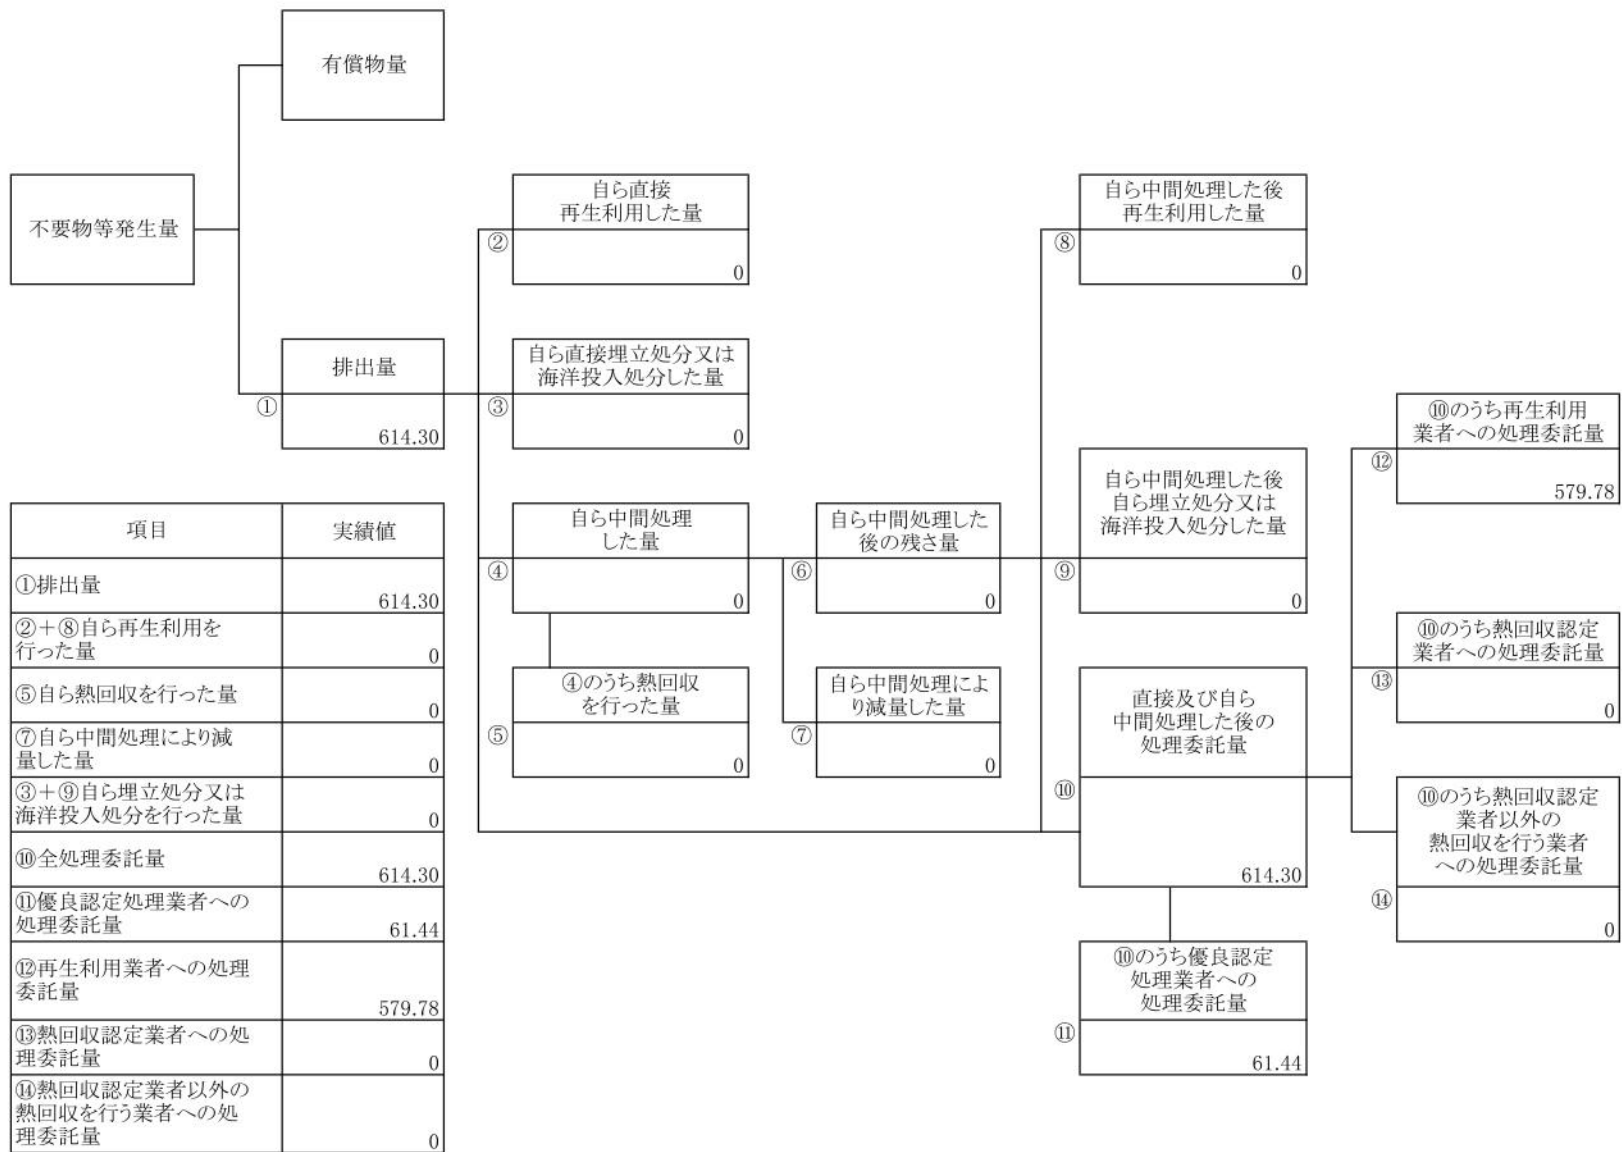 有償物量
不要物等発生量
自ら直接
再生利用した量
②
0
自ら中間処理した後
再生利用した量
⑧
0
排出量
①
614.30
自ら直接埋立処分又は
海洋投入処分した量
③
0
⑩のうち再生利用
業者への処理委託量
⑫
579.78
自ら中間処理
した量
④
0
自ら中間処理した
後の残さ量
⑥
0
自ら中間処理した後
自ら埋立処分又は
海洋投入処分した量
⑨
0
⑩のうち熱回収認定
業者への処理委託量
⑬
0
④のうち熱回収
を行った量
⑤
0
自ら中間処理によ
り減量した量
⑦
0
直接及び自ら
中間処理した後の
処理委託量
⑩
614.30
⑩のうち熱回収認定
業者以外の
熱回収を行う業者
への処理委託量
⑭
0
⑩のうち優良認定
処理業者への
処理委託量
⑪
61.44
項目 実績値
①排出量
614.30
②+⑧自ら再生利用を
行った量
0
⑤自ら熱回収を行った量
0
⑦自ら中間処理により減
量した量
0
③+⑨自ら埋立処分又は
海洋投入処分を行った量
0
⑩全処理委託量
614.30
⑪優良認定処理業者への
処理委託量
61.44
⑫再生利用業者への処理
委託量
579.78
⑬熱回収認定業者への処
理委託量
0
⑭熱回収認定業者以外の
熱回収を行う業者への処
理委託量
0